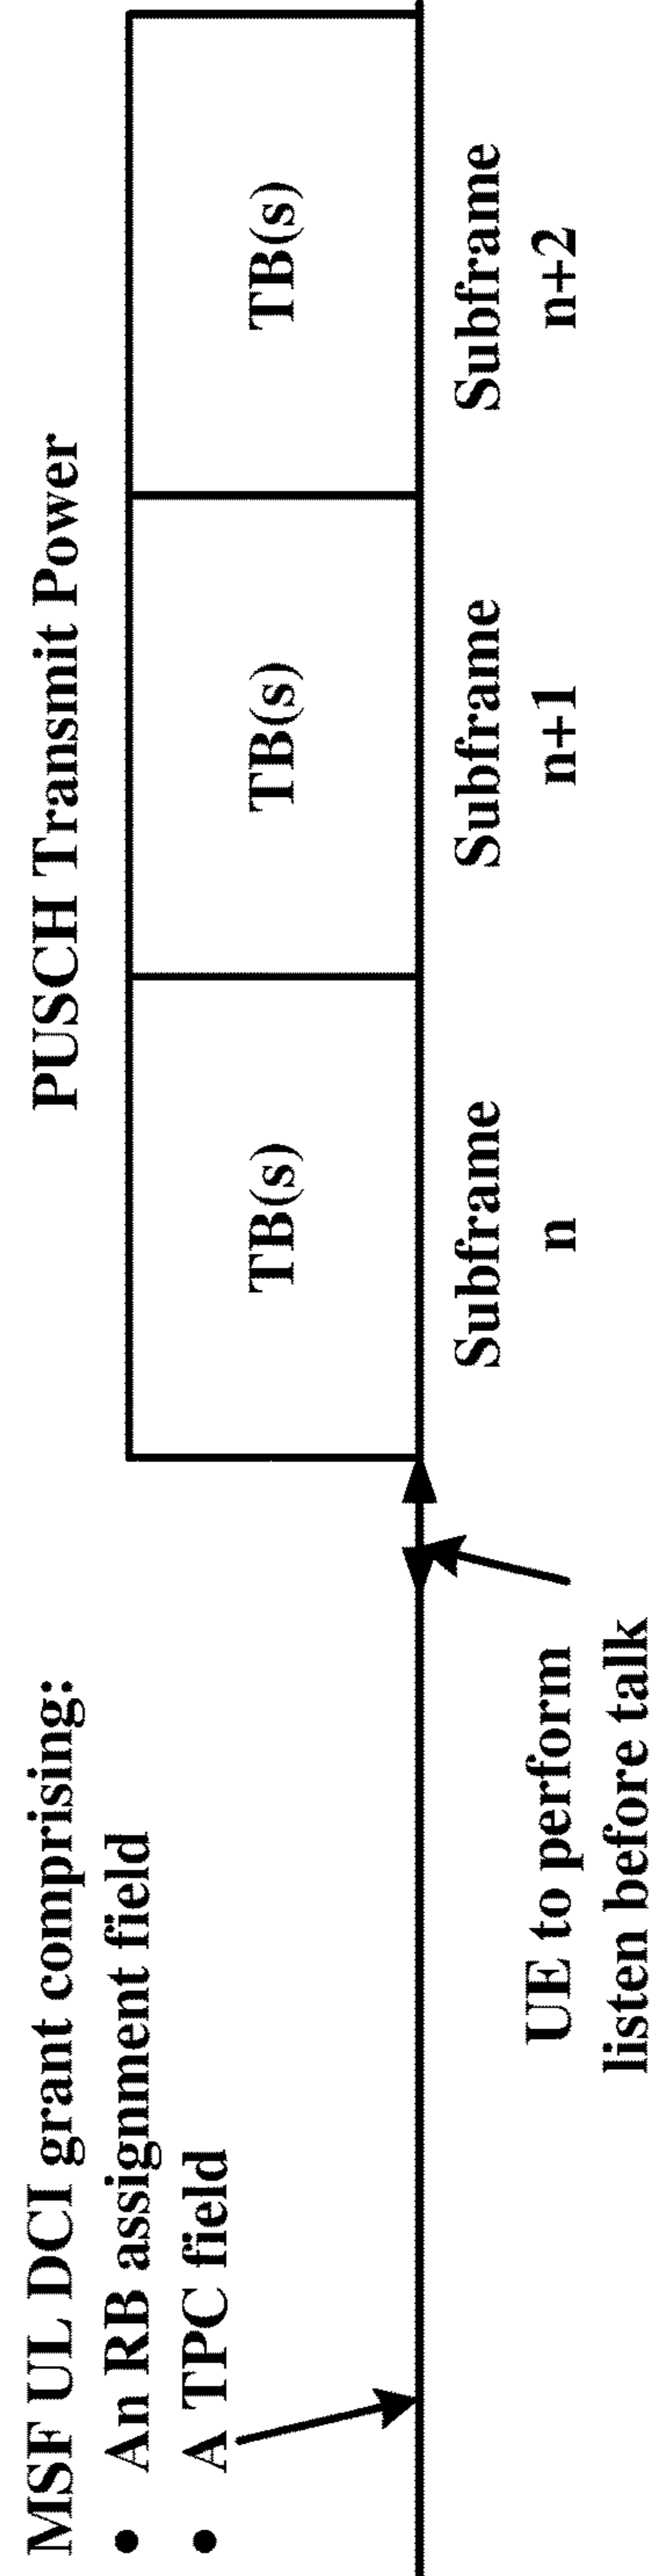 MSF UL DCI grant comprising:
• An RB assignment field
• A TPC field
UE to perform
listen before talk
PUSCH Transmit Power
TB(s)
TB(s)
TB(s)
Subframe
n
Subframe
n+1
Subframe
n+2